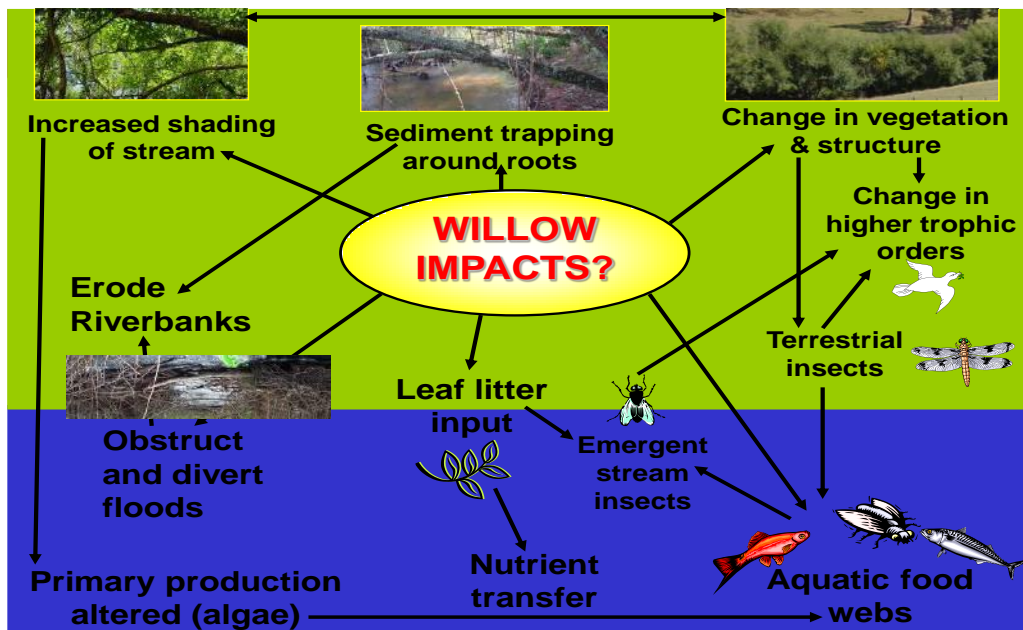 Increased shading
of stream
Sediment trapping
around roots
Change in vegetation
& structure
Change in
higher trophic
orders
WILLOW
IMPACTS?
Erode
Riverbanks
Terrestrial
insects
Leaf litter
input
Emergent
stream
insects
Obstruct
and divert
floods
Nutrient
transfer
Primary production
altered (algae)
Aquatic food
webs